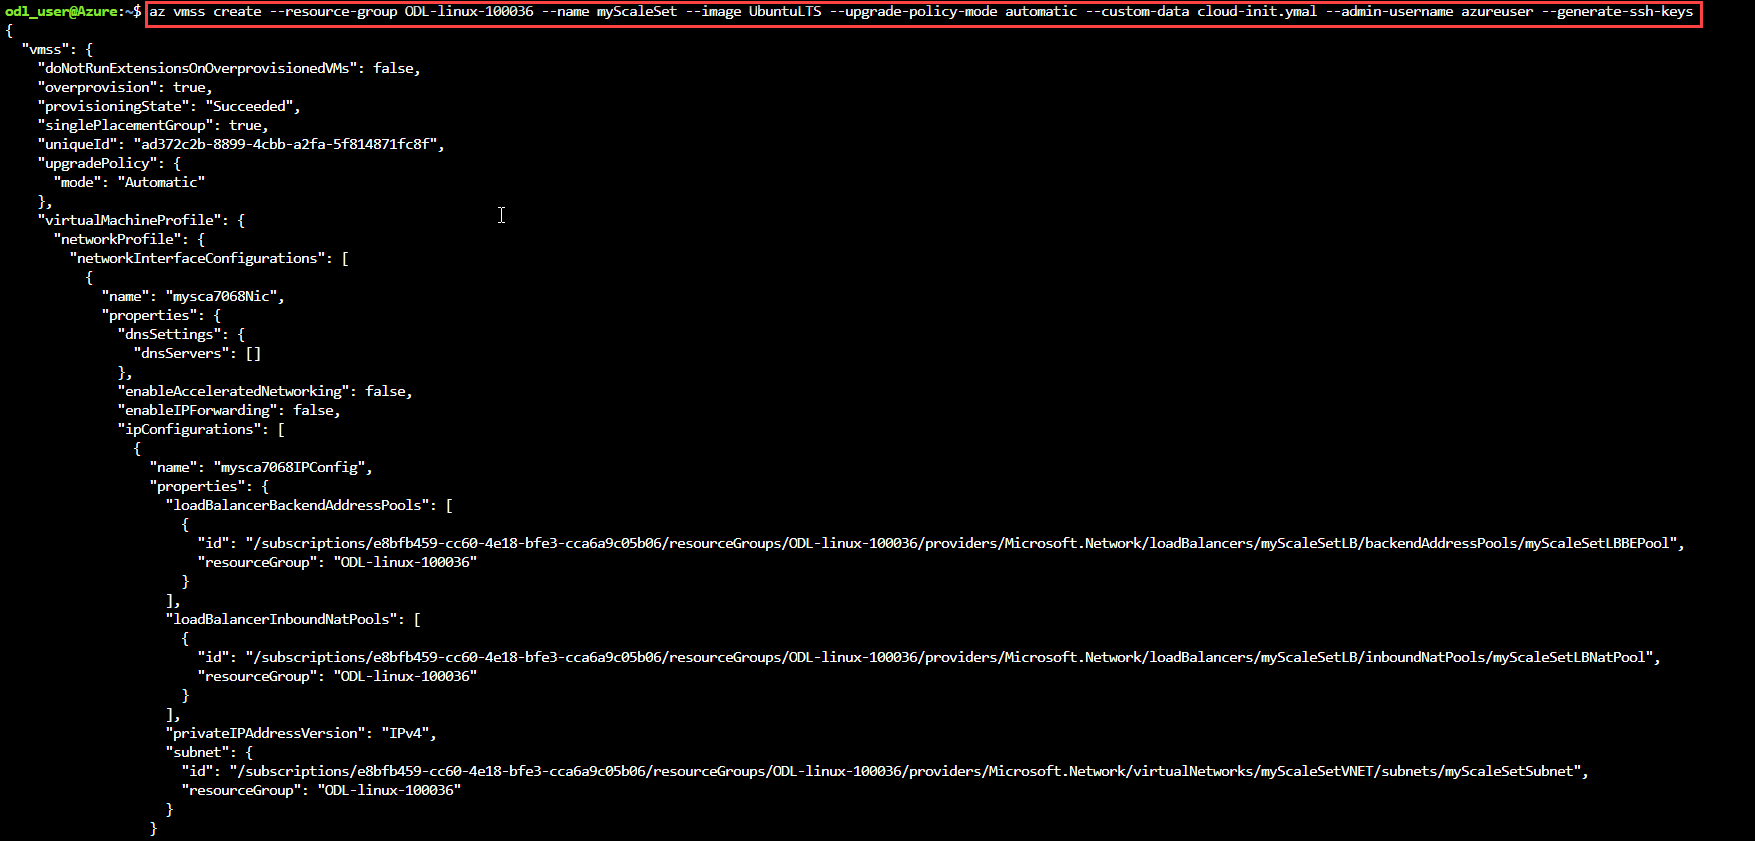 odl_user@Azure:~$ az vmss create --resource-group ODL-linux-100036 --name myScaleSet --image UbuntuLTS --upgrade-policy-mode automatic --custom-data cloud-init.ymal --admin-username azureuser --generate-ssh-keys
{
  "vmss": {
    "doNotRunExtensionsOnOverprovisionedVMs": false,
    "overprovision": true,
    "provisioningState": "Succeeded",
    "singlePlacementGroup": true,
    "uniqueId": "ad372c2b-8899-4cbb-a2fa-5f814871fc8f",
    "upgradePolicy": {
      "mode": "Automatic"
    },
    "virtualMachineProfile": {
      "networkProfile": {
        "networkInterfaceConfigurations": [
          {
            "name": "mysca7068Nic",
            "properties": {
              "dnsSettings": {
                "dnsServers": []
              },
              "enableAcceleratedNetworking": false,
              "enableIPForwarding": false,
              "ipConfigurations": [
                {
                  "name": "mysca7068IPConfig",
                  "properties": {
                    "loadBalancerBackendAddressPools": [
                      {
                        "id": "/subscriptions/e8bfb459-cc60-4e18-bfe3-cca6a9c05b06/resourceGroups/ODL-linux-100036/providers/Microsoft.Network/loadBalancers/myScaleSetLB/backendAddressPools/myScaleSetLBBEPool",
                        "resourceGroup": "ODL-linux-100036"
                      }
                    ],
                    "loadBalancerInboundNatPools": [
                      {
                        "id": "/subscriptions/e8bfb459-cc60-4e18-bfe3-cca6a9c05b06/resourceGroups/ODL-linux-100036/providers/Microsoft.Network/loadBalancers/myScaleSetLB/inboundNatPools/myScaleSetLBNatPool",
                        "resourceGroup": "ODL-linux-100036"
                      }
                    ],
                    "privateIPAddressVersion": "IPv4",
                    "subnet": {
                      "id": "/subscriptions/e8bfb459-cc60-4e18-bfe3-cca6a9c05b06/resourceGroups/ODL-linux-100036/providers/Microsoft.Network/virtualNetworks/myScaleSetVNET/subnets/myScaleSetSubnet",
                      "resourceGroup": "ODL-linux-100036"
                    }
                  }